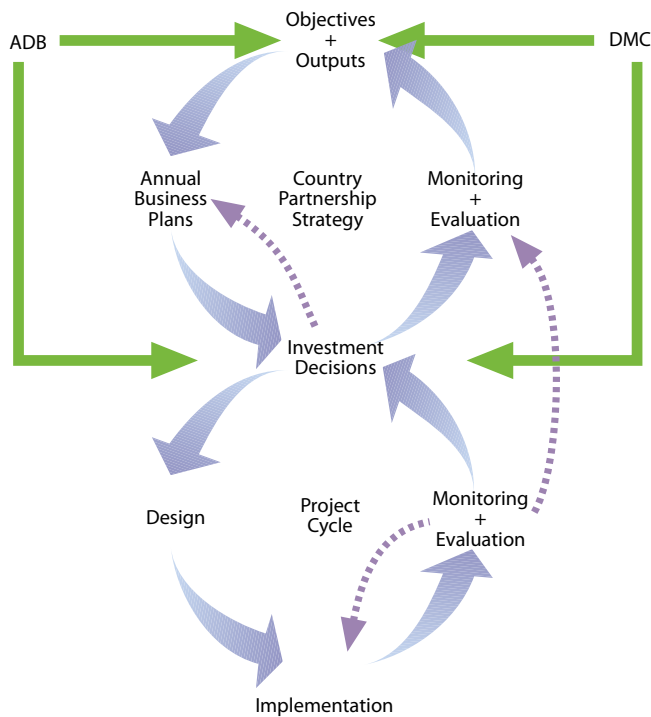 Objectives
+
Outputs
ADB
DMC
Annual
Business
Plans
Country
Partnership
Strategy
Monitoring
+
Evaluation
Investment
Decisions
Design
Project
Cycle
Monitoring
+
Evaluation
Implementation